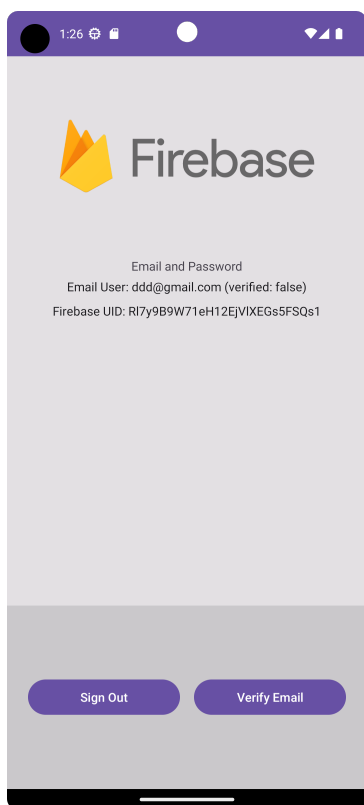 1:26
Firebase
Email and Password
Email User: ddd@gmail.com (verified: false)
Firebase UID: Rl7y9B9W71eH12EjVlXEGs5FSQs1
Sign Out
Verify Email